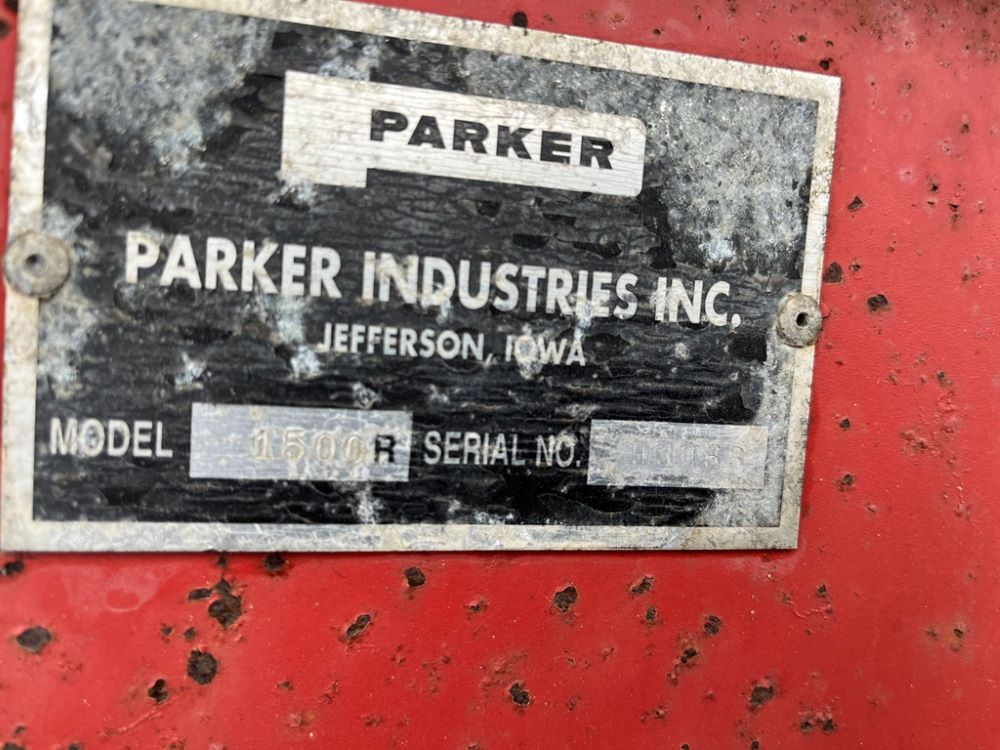 PARKER
PARKER INDUSTRIES INC.
JEFFERSON, IOWA
MODEL 1500R SERIAL NO.